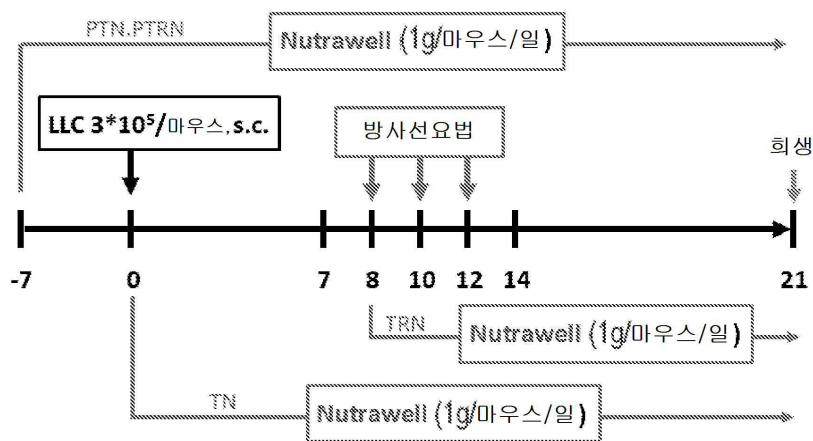 PTN.PTRN
Nutrawell (1g/마우스/일)
LLC 3*10⁵/마우스,s.c.
방사선요법
희생
-7 0 7 8 10 12 14 21
TRN
Nutrawell (1g/마우스/일)
TN
Nutrawell (1g/마우스/일)